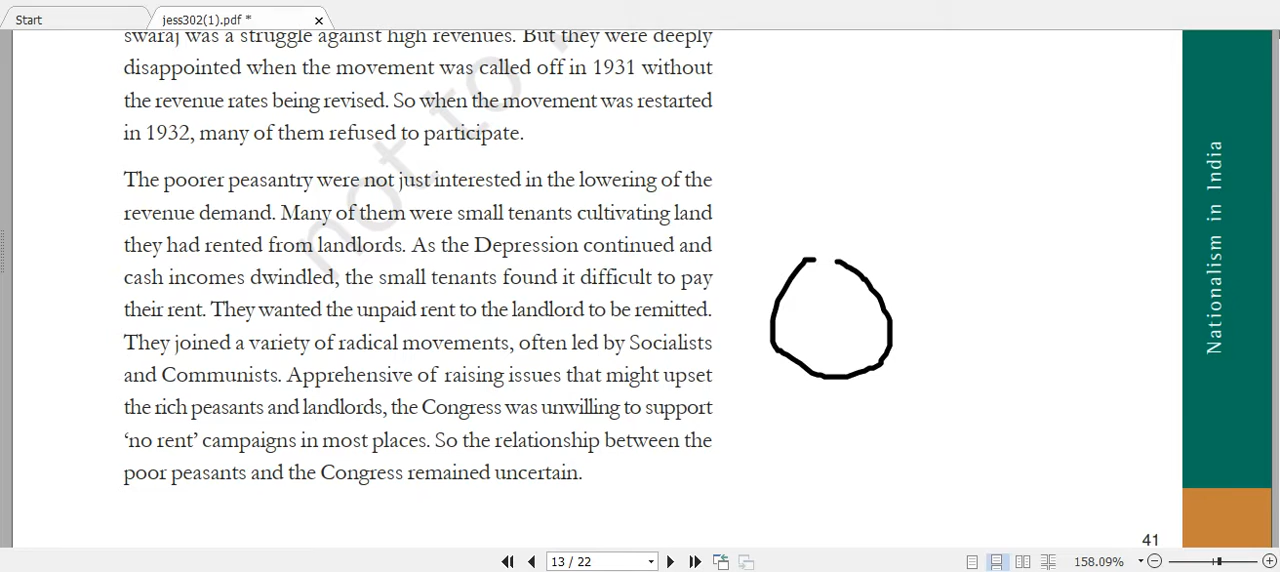 Start
jess302(1).pdf *
swaraj was a struggle against high revenues. But they were deeply
disappointed when the movement was called off in 1931 without
the revenue rates being revised. So when the movement was restarted
in 1932, many of them refused to participate.
The poorer peasantry were not just interested in the lowering of the
revenue demand. Many of them were small tenants cultivating land
they had rented from landlords. As the Depression continued and
cash incomes dwindled, the small tenants found it difficult to pay
their rent. They wanted the unpaid rent to the landlord to be remitted.
They joined a variety of radical movements, often led by Socialists
and Communists. Apprehensive of raising issues that might upset
the rich peasants and landlords, the Congress was unwilling to support
‘no rent’ campaigns in most places. So the relationship between the
poor peasants and the Congress remained uncertain.
not to
Nationalism in India
41
13 / 22
158.09%